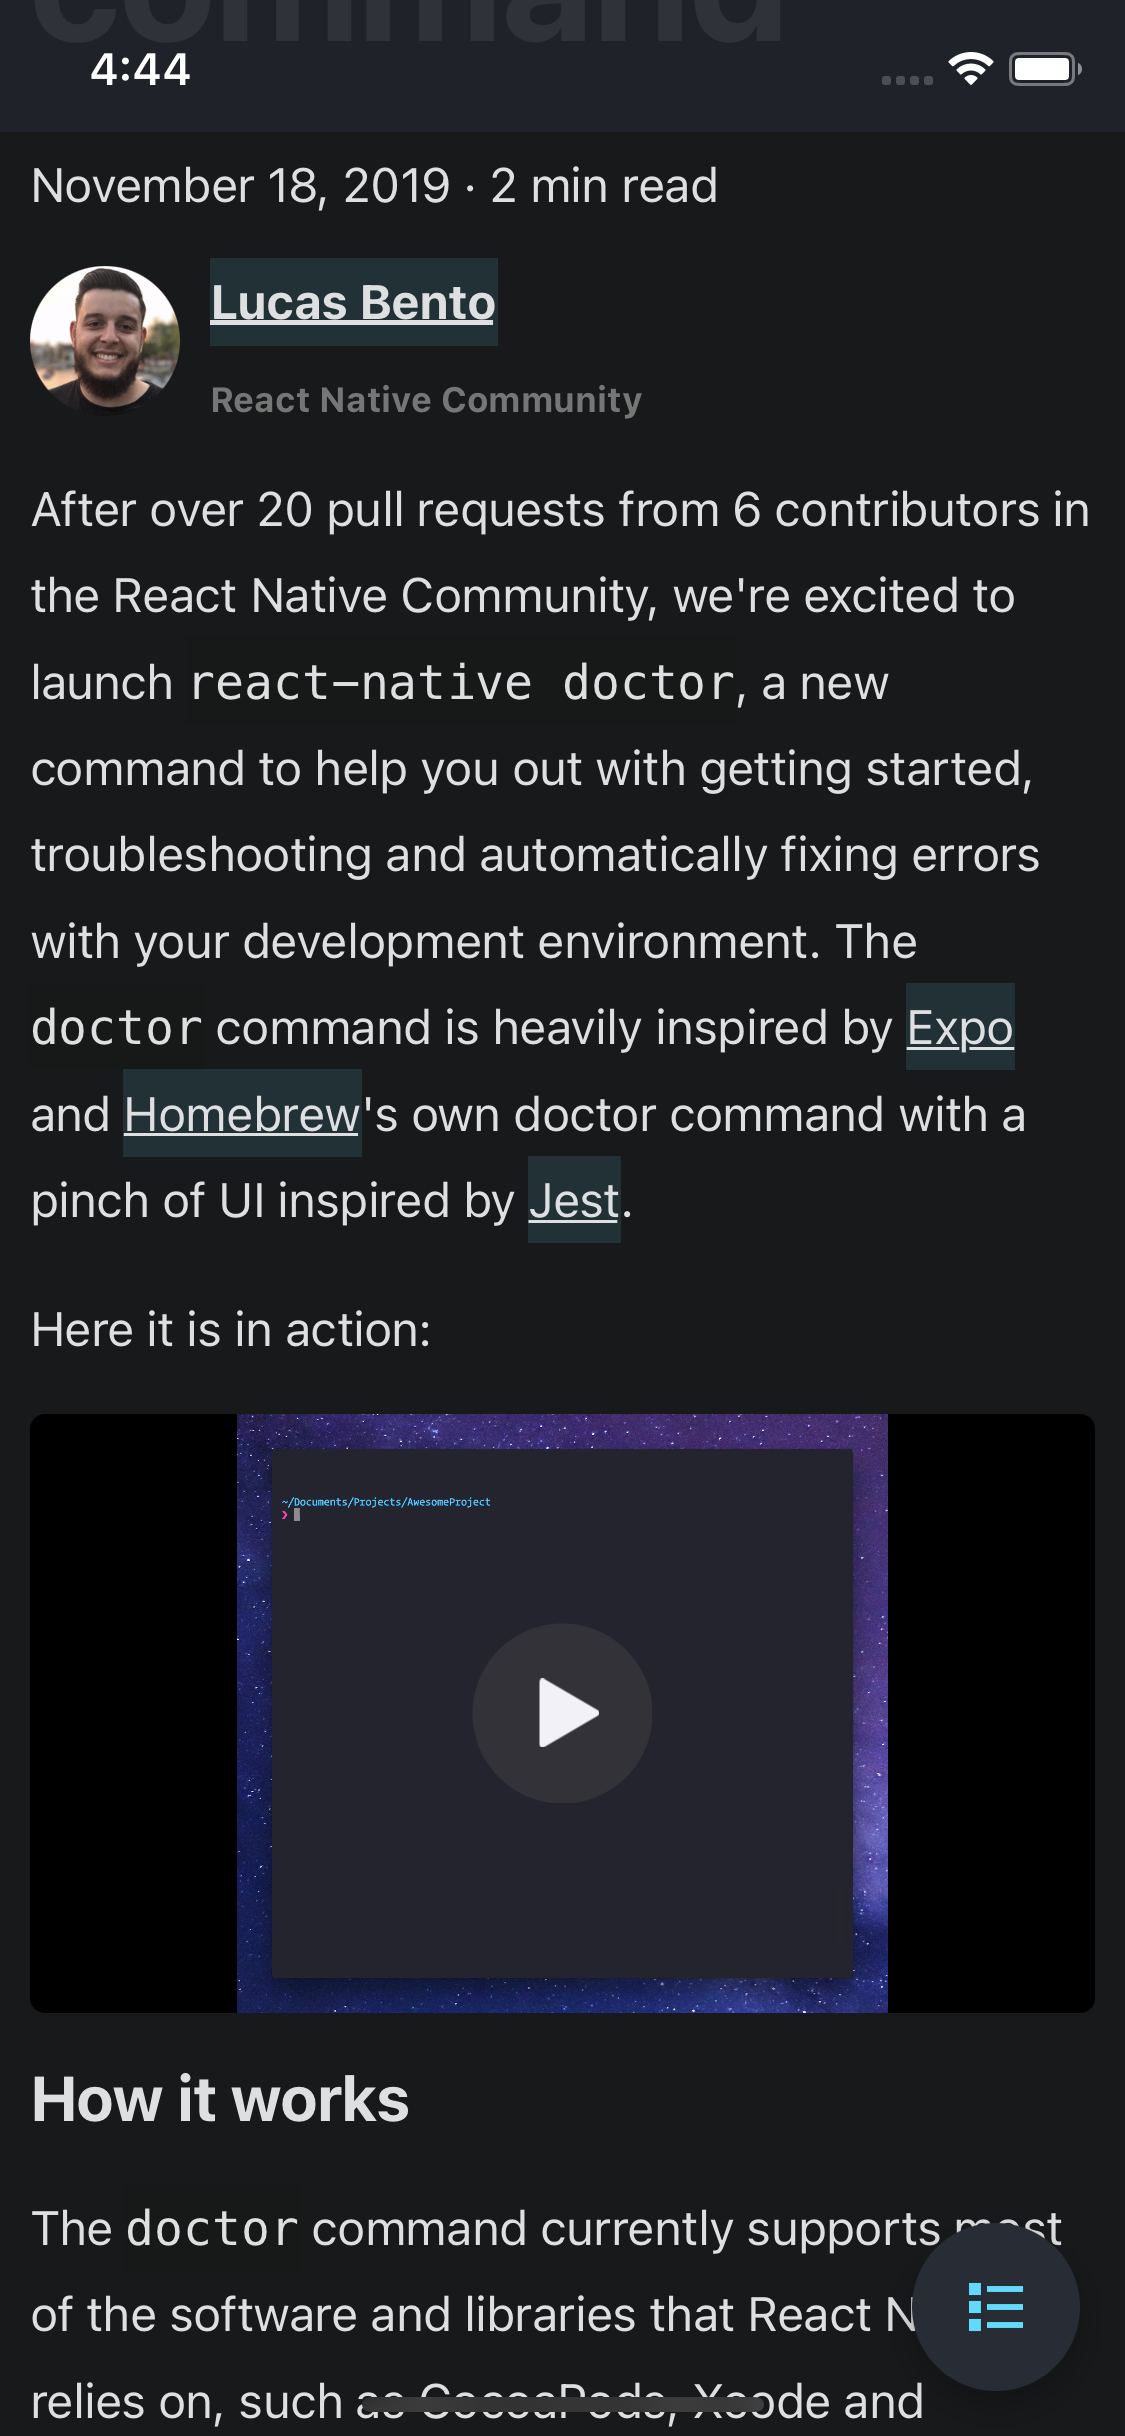 command
4:44
November 18, 2019 · 2 min read
Lucas Bento
React Native Community
After over 20 pull requests from 6 contributors in
the React Native Community, we're excited to
launch react-native doctor, a new
command to help you out with getting started,
troubleshooting and automatically fixing errors
with your development environment. The
doctor command is heavily inspired by Expo
and Homebrew's own doctor command with a
pinch of UI inspired by Jest.
Here it is in action:
~/Documents/Projects/AwesomeProject
❯
How it works
The doctor command currently supports most
of the software and libraries that React N
relies on, such as CocoaPods, Xcode and